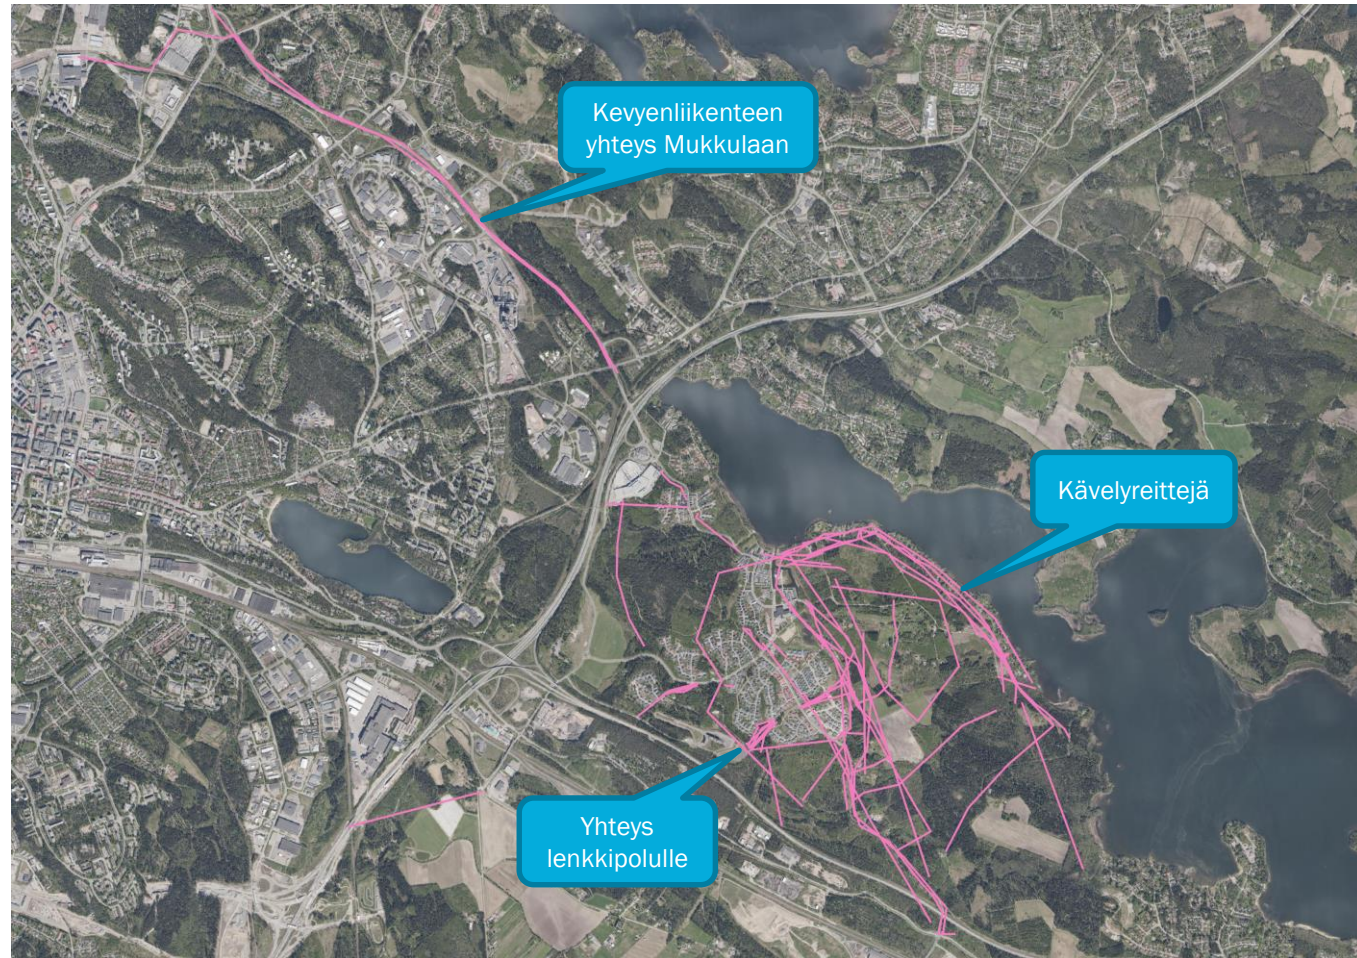 Kevyenliikenteen
yhteys Mukkulaan
Kävelyreittejä
Yhteys
lenkkipolulle